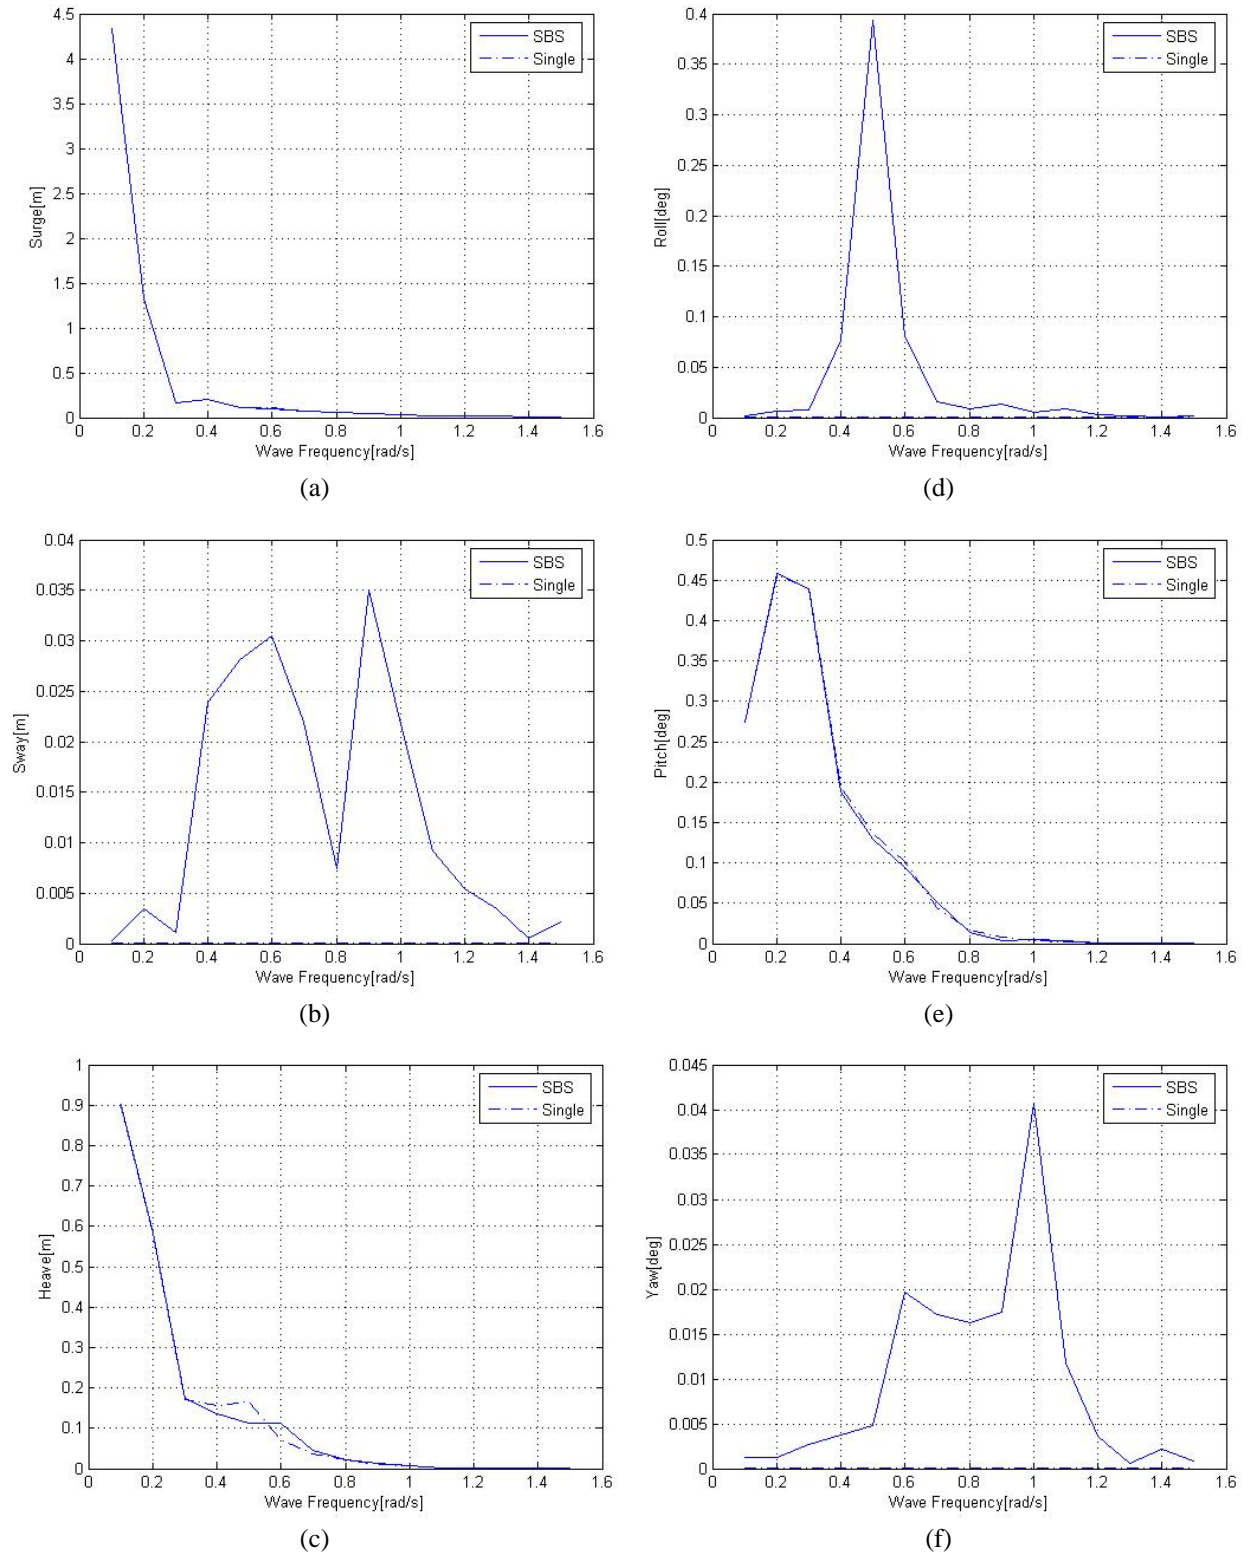 4.5
4
3.5
3
2.5
2
1.5
1
0.5
0
Surge[m]
SBS
Single
0 0.2 0.4 0.6 0.8 1 1.2 1.4 1.6
Wave Frequency[rad/s]
(a)
0.4
0.35
0.3
0.25
0.2
0.15
0.1
0.05
0
Roll[deg]
SBS
Single
0 0.2 0.4 0.6 0.8 1 1.2 1.4 1.6
Wave Frequency[rad/s]
(d)
0.04
0.035
0.03
0.025
0.02
0.015
0.01
0.005
0
Sway[m]
SBS
Single
0 0.2 0.4 0.6 0.8 1 1.2 1.4 1.6
Wave Frequency[rad/s]
(b)
0.5
0.45
0.4
0.35
0.3
0.25
0.2
0.15
0.1
0.05
0
Pitch[deg]
SBS
Single
0 0.2 0.4 0.6 0.8 1 1.2 1.4 1.6
Wave Frequency[rad/s]
(e)
1
0.9
0.8
0.7
0.6
0.5
0.4
0.3
0.2
0.1
0
Heave[m]
SBS
Single
0 0.2 0.4 0.6 0.8 1 1.2 1.4 1.6
Wave Frequency[rad/s]
(c)
0.045
0.04
0.035
0.03
0.025
0.02
0.015
0.01
0.005
0
Yaw[deg]
SBS
Single
0 0.2 0.4 0.6 0.8 1 1.2 1.4 1.6
Wave Frequency[rad/s]
(f)